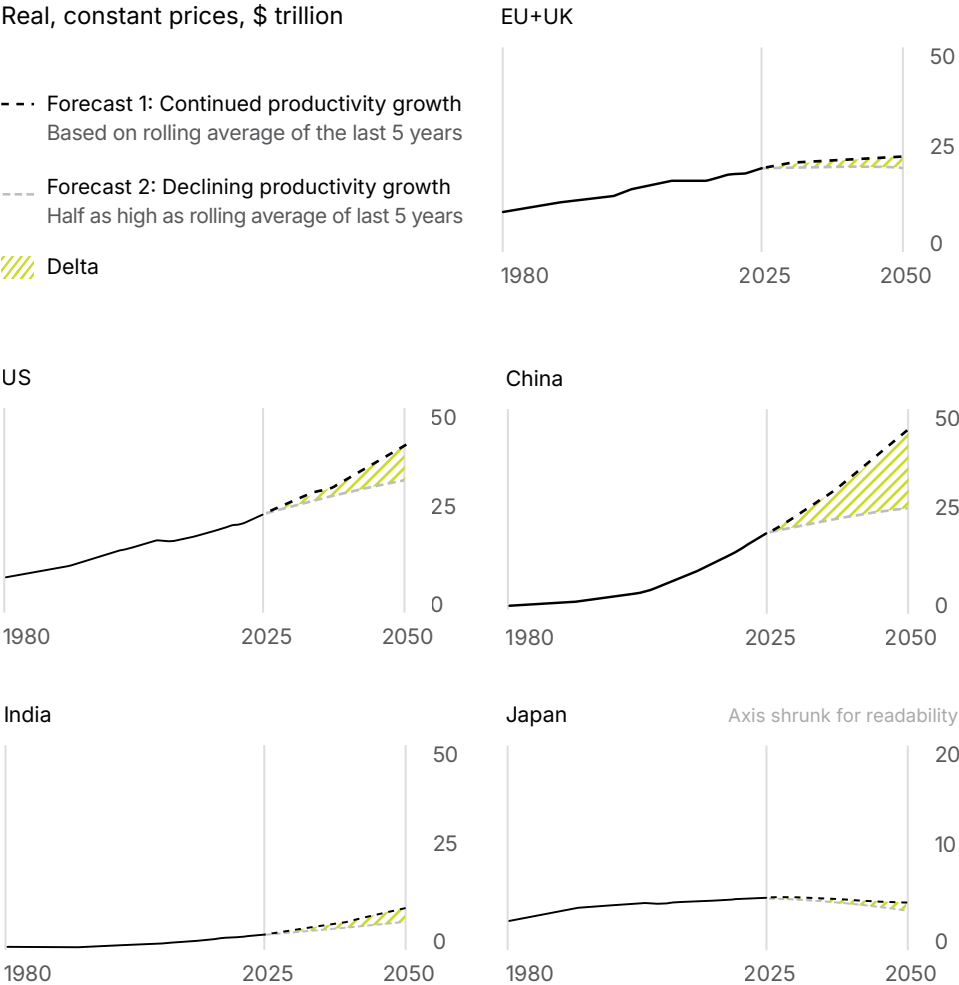 Real, constant prices, $ trillion
Forecast 1: Continued productivity growth
Based on rolling average of the last 5 years
Forecast 2: Declining productivity growth
Half as high as rolling average of last 5 years
Delta
EU+UK
50
25
0
1980 2025 2050
US
50
25
0
1980 2025 2050
China
50
25
0
1980 2025 2050
India
50
25
0
1980 2025 2050
Japan Axis shrunk for readability
20
10
0
1980 2025 2050